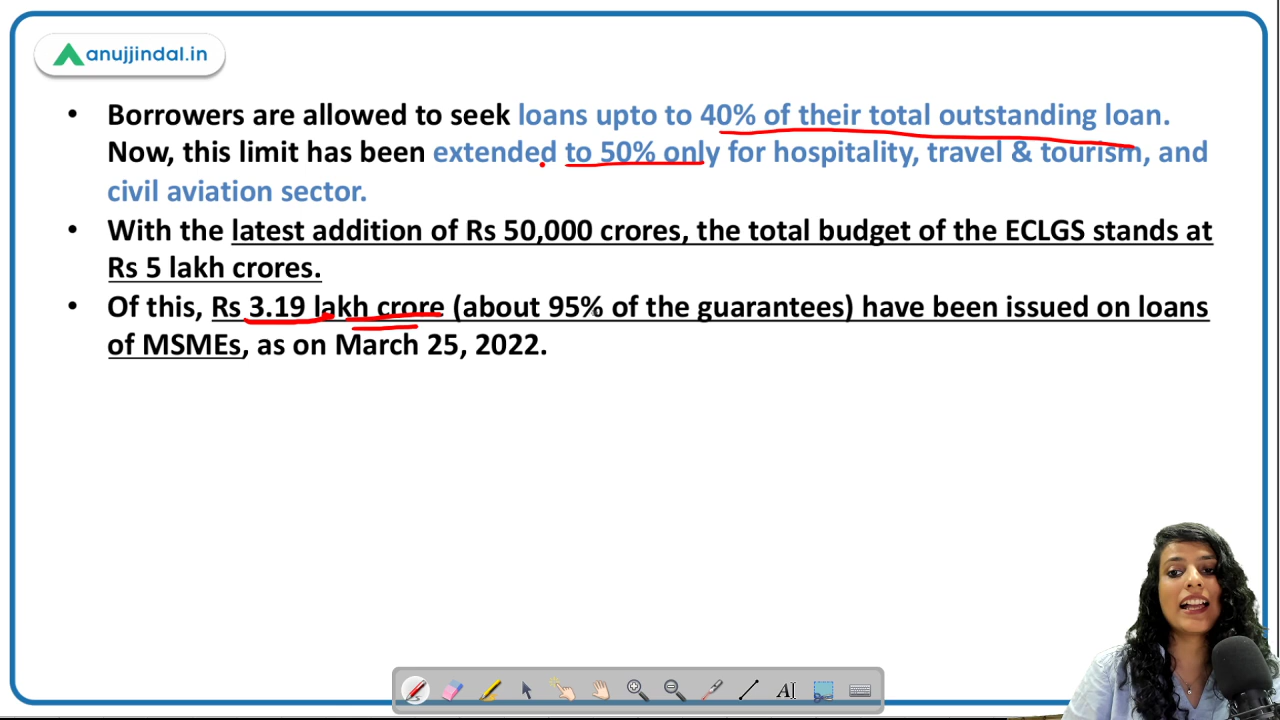 anujjindal.in
• Borrowers are allowed to seek loans upto to 40% of their total outstanding loan.
Now, this limit has been extended to 50% only for hospitality, travel & tourism, and
civil aviation sector.
• With the latest addition of Rs 50,000 crores, the total budget of the ECLGS stands at
Rs 5 lakh crores.
• Of this, Rs 3.19 lakh crore (about 95% of the guarantees) have been issued on loans
of MSMEs, as on March 25, 2022.
A